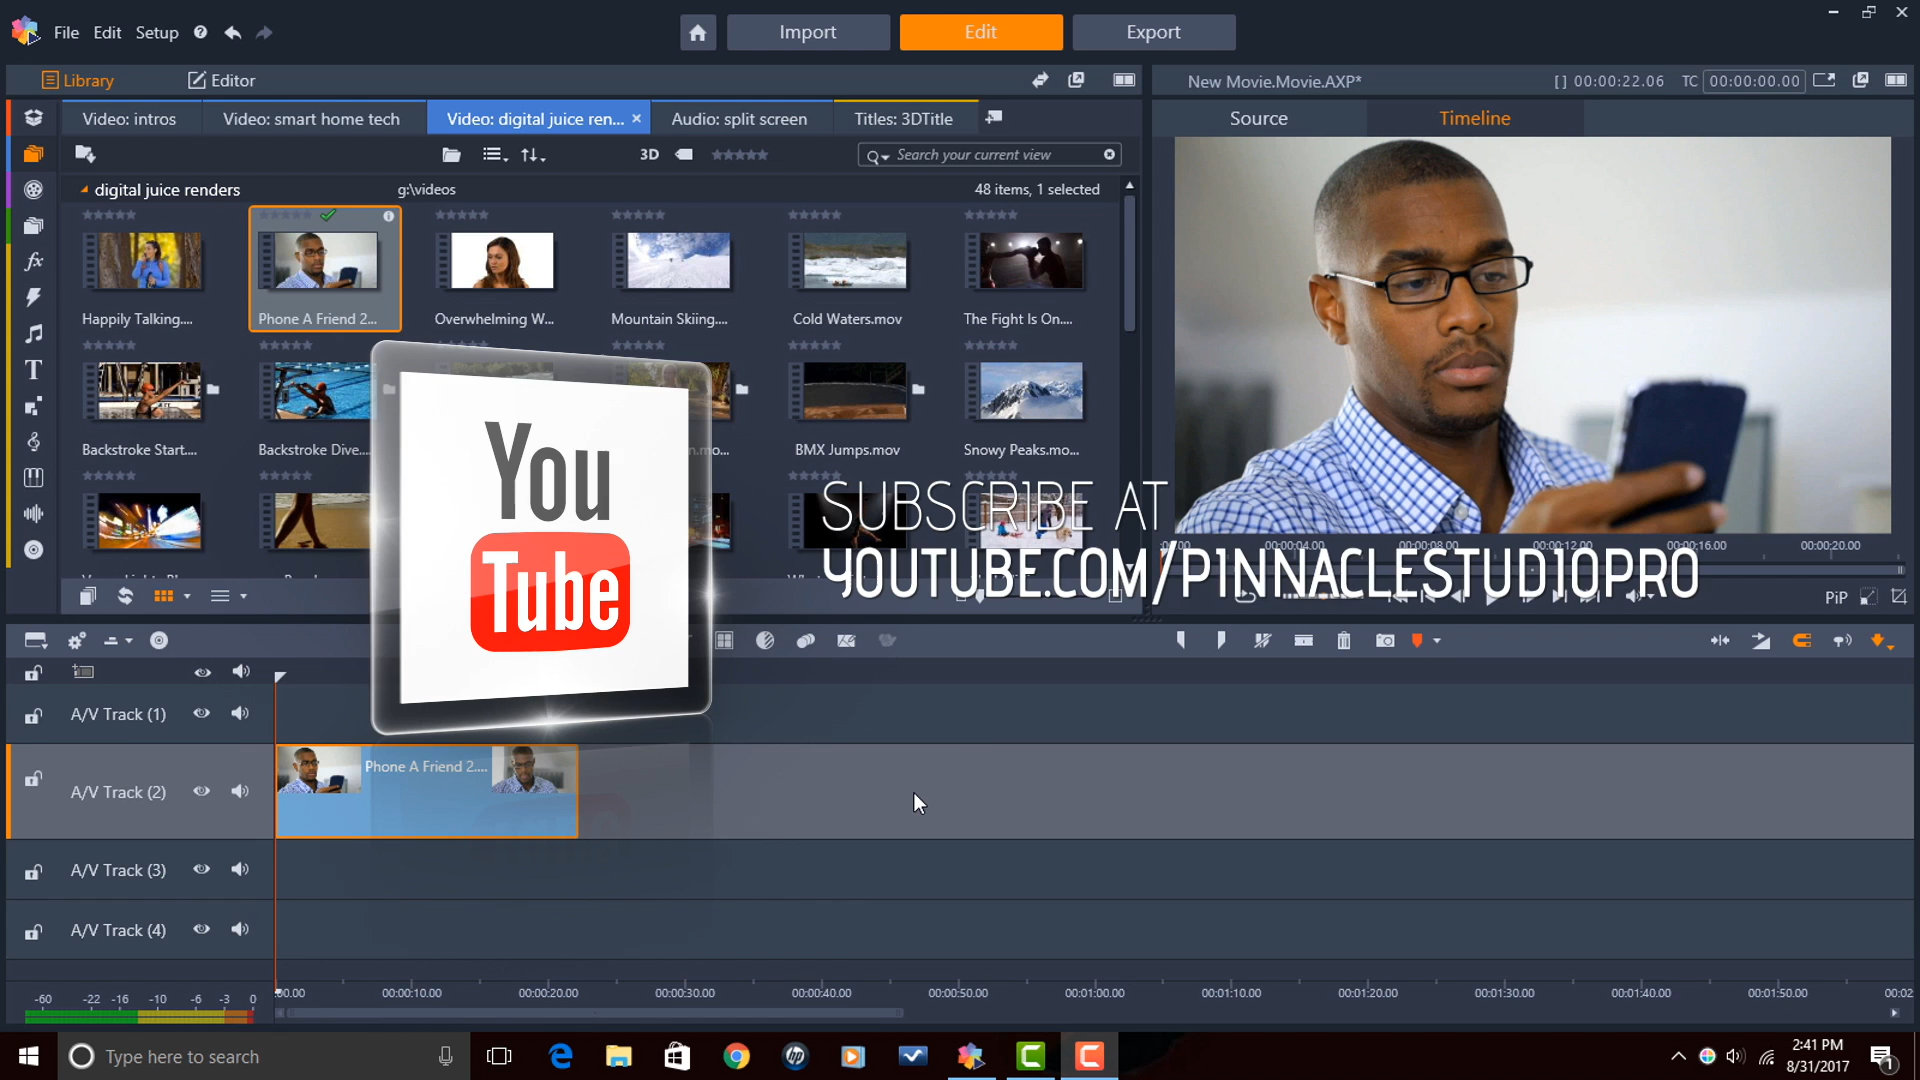 File Edit Setup
Import Edit Export
Library Editor
New Movie.Movie.AXP* [ ] 00:00:22.06 TC 00:00:00.00
Video: intros Video: smart home tech Video: digital juice ren... × Audio: split screen Titles: 3DTitle
Source Timeline
3D Search your current view
digital juice renders g:\videos 48 items, 1 selected
Happily Talking.... Phone A Friend 2... Overwhelming W... Mountain Skiing.... Cold Waters.mov The Fight Is On....
Backstroke Start.... Backstroke Dive.... BMX Jumps.mov Snowy Peaks.mo...
You
Tube
SUBSCRIBE AT
YOUTUBE.COM/PINNACLESTUDIOPRO
00:00:04.00 00:00:08.00 00:00:12.00 00:00:16.00 00:00:20.00
PiP
A/V Track (1)
Phone A Friend 2....
A/V Track (2)
A/V Track (3)
A/V Track (4)
-60 -22 -16 -10 -6 -3 0
:00.00 00:00:10.00 00:00:20.00 00:00:30.00 00:00:40.00 00:00:50.00 00:01:00.00 00:01:10.00 00:01:20.00 00:01:30.00 00:01:40.00 00:01:50.00 00:02
Type here to search
2:41 PM
8/31/2017
1